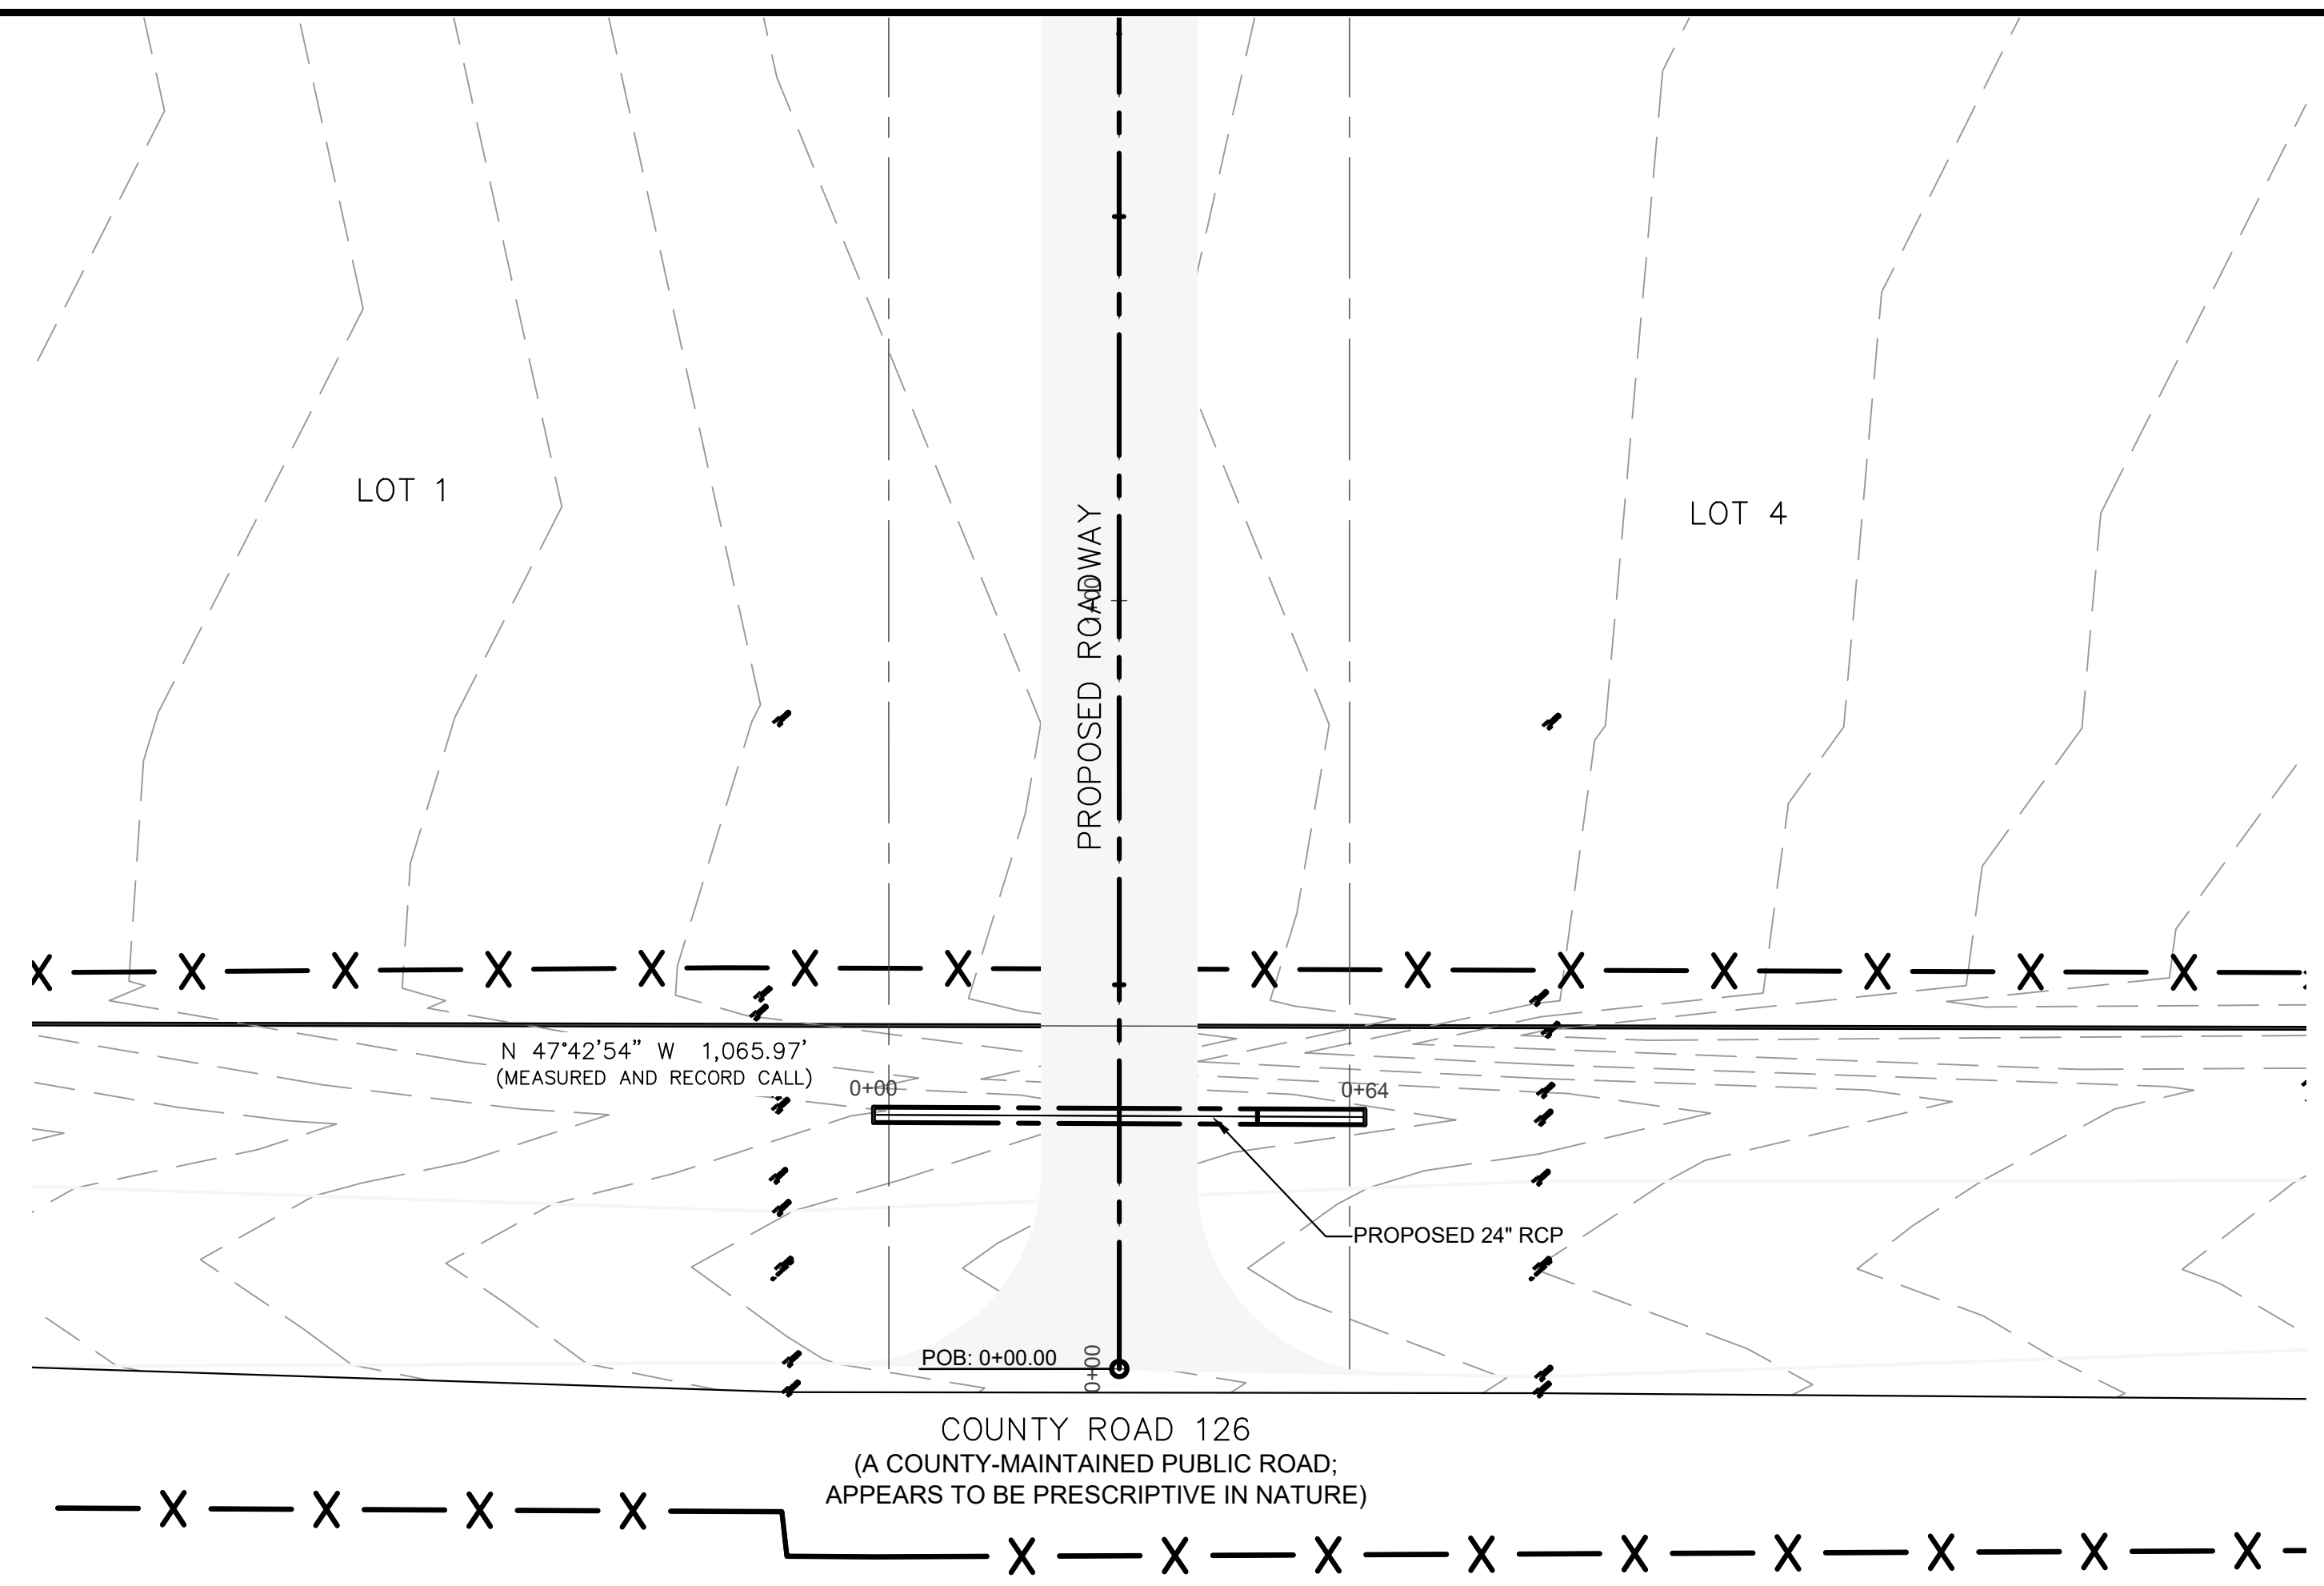 LOT 1
LOT 4
PROPOSED ROADWAY
1+00
N 47°42'54" W 1,065.97'
(MEASURED AND RECORD CALL)
0+00
0+64
PROPOSED 24" RCP
POB: 0+00.00
0+00
COUNTY ROAD 126
(A COUNTY-MAINTAINED PUBLIC ROAD;
APPEARS TO BE PRESCRIPTIVE IN NATURE)